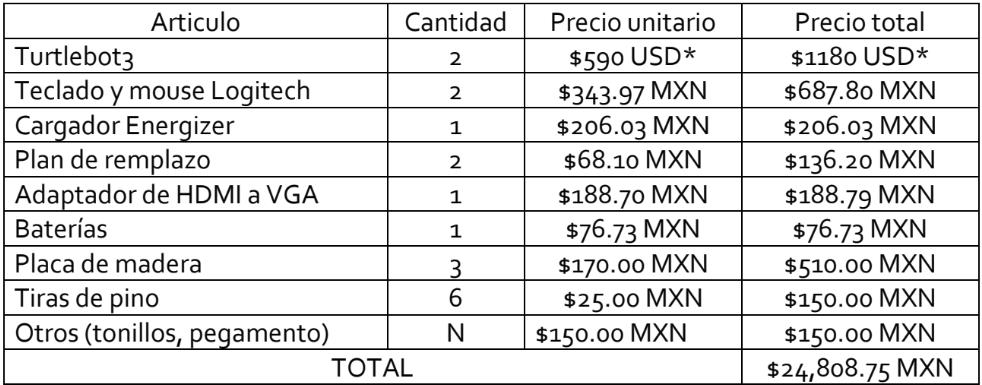 Articulo Cantidad Precio unitario Precio total
Turtlebot3 2 $590 USD* $1180 USD*
Teclado y mouse Logitech 2 $343.97 MXN $687.80 MXN
Cargador Energizer 1 $206.03 MXN $206.03 MXN
Plan de remplazo 2 $68.10 MXN $136.20 MXN
Adaptador de HDMI a VGA 1 $188.70 MXN $188.79 MXN
Baterías 1 $76.73 MXN $76.73 MXN
Placa de madera 3 $170.00 MXN $510.00 MXN
Tiras de pino 6 $25.00 MXN $150.00 MXN
Otros (tonillos, pegamento) N $150.00 MXN $150.00 MXN
TOTAL $24,808.75 MXN